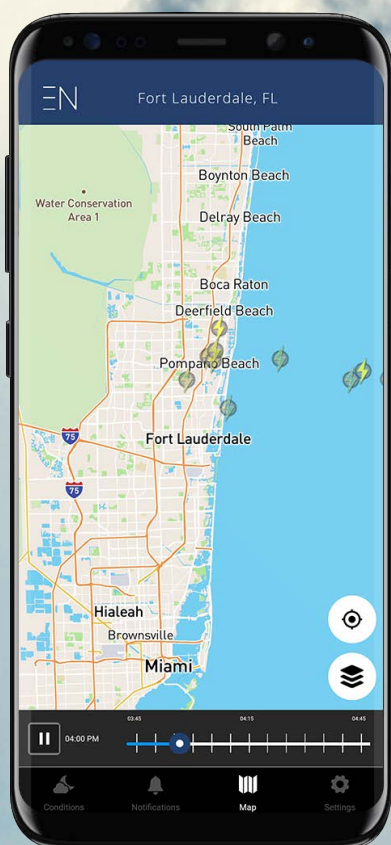 EN
Fort Lauderdale, FL
South Palm
Beach
Boynton Beach
Water Conservation
Area 1
Delray Beach
Boca Raton
Deerfield Beach
Pompano Beach
75
Fort Lauderdale
75
Hialeah
Brownsville
Miami
03:45 04:15 04:45
04:00 PM
Conditions Notifications Map Settings